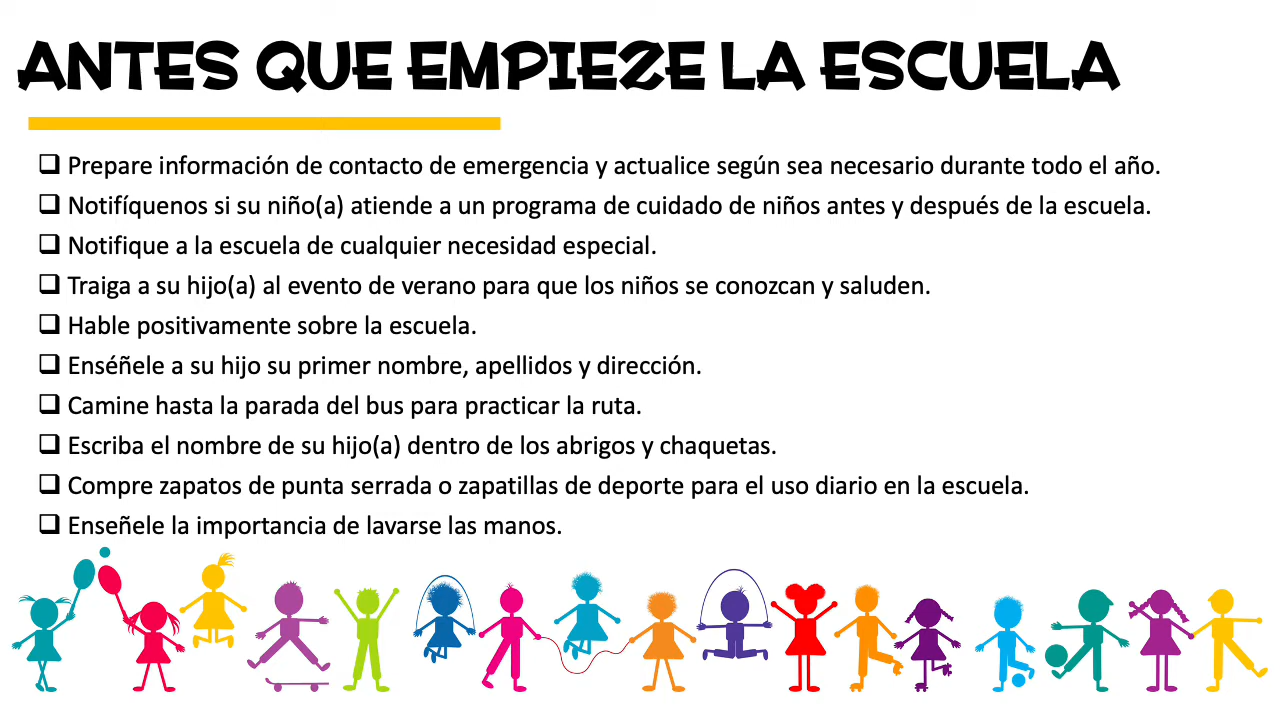 ANTES QUE EMPIEZE LA ESCUELA
❑ Prepare información de contacto de emergencia y actualice según sea necesario durante todo el año.
❑ Notifíquenos si su niño(a) atiende a un programa de cuidado de niños antes y después de la escuela.
❑ Notifique a la escuela de cualquier necesidad especial.
❑ Traiga a su hijo(a) al evento de verano para que los niños se conozcan y saluden.
❑ Hable positivamente sobre la escuela.
❑ Enséñele a su hijo su primer nombre, apellidos y dirección.
❑ Camine hasta la parada del bus para practicar la ruta.
❑ Escriba el nombre de su hijo(a) dentro de los abrigos y chaquetas.
❑ Compre zapatos de punta serrada o zapatillas de deporte para el uso diario en la escuela.
❑ Enseñele la importancia de lavarse las manos.